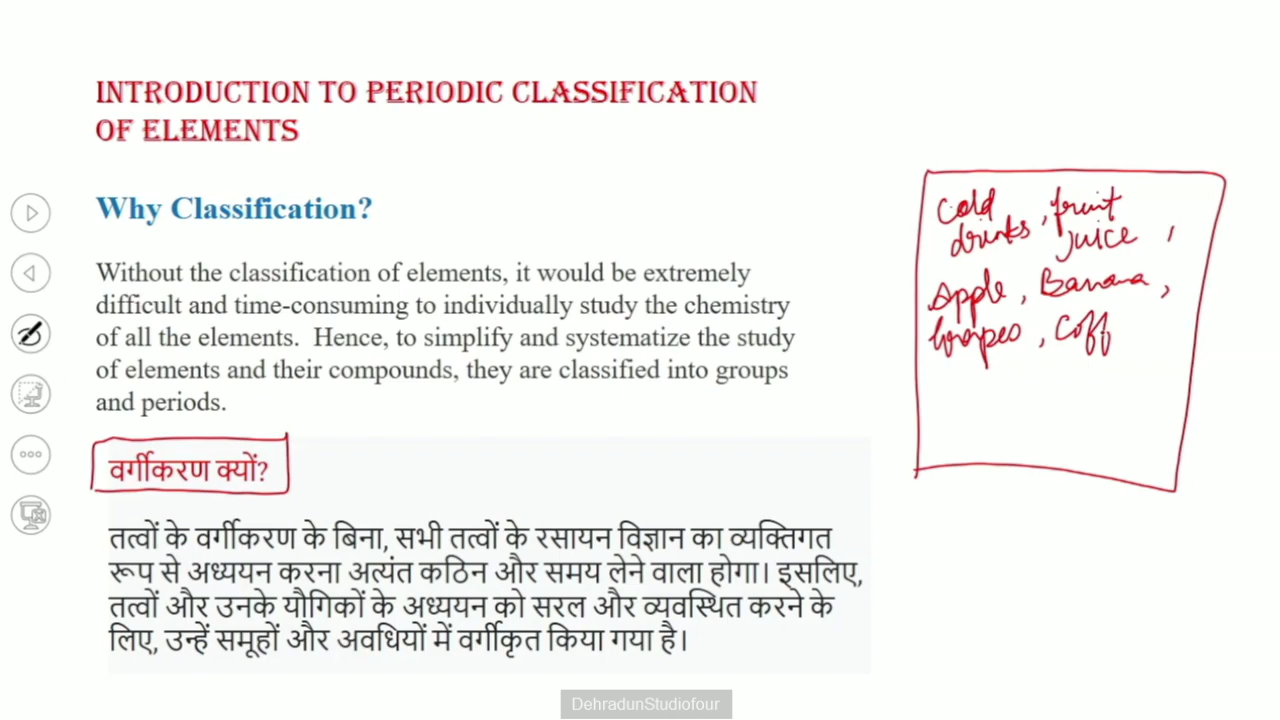 INTRODUCTION TO PERIODIC CLASSIFICATION
OF ELEMENTS
Why Classification?
Without the classification of elements, it would be extremely
difficult and time-consuming to individually study the chemistry
of all the elements. Hence, to simplify and systematize the study
of elements and their compounds, they are classified into groups
and periods.
वर्गीकरण क्यों?
तत्वों के वर्गीकरण के बिना, सभी तत्वों के रसायन विज्ञान का व्यक्तिगत
रूप से अध्ययन करना अत्यंत कठिन और समय लेने वाला होगा। इसलिए,
तत्वों और उनके यौगिकों के अध्ययन को सरल और व्यवस्थित करने के
लिए, उन्हें समूहों और अवधियों में वर्गीकृत किया गया है।
Cold , fruit
drinks juice ,
Apple , Banana ,
Grapes , Coff
DehradunStudiofour